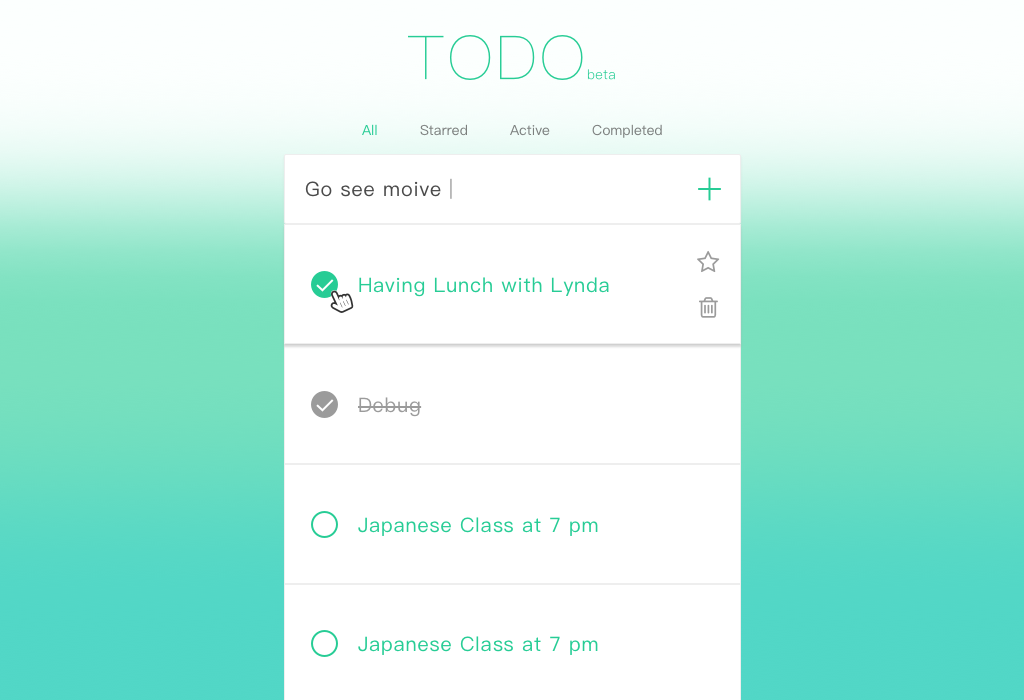 TODO beta
All Starred Active Completed
Go see moive
Having Lunch with Lynda
Debug
Japanese Class at 7 pm
Japanese Class at 7 pm